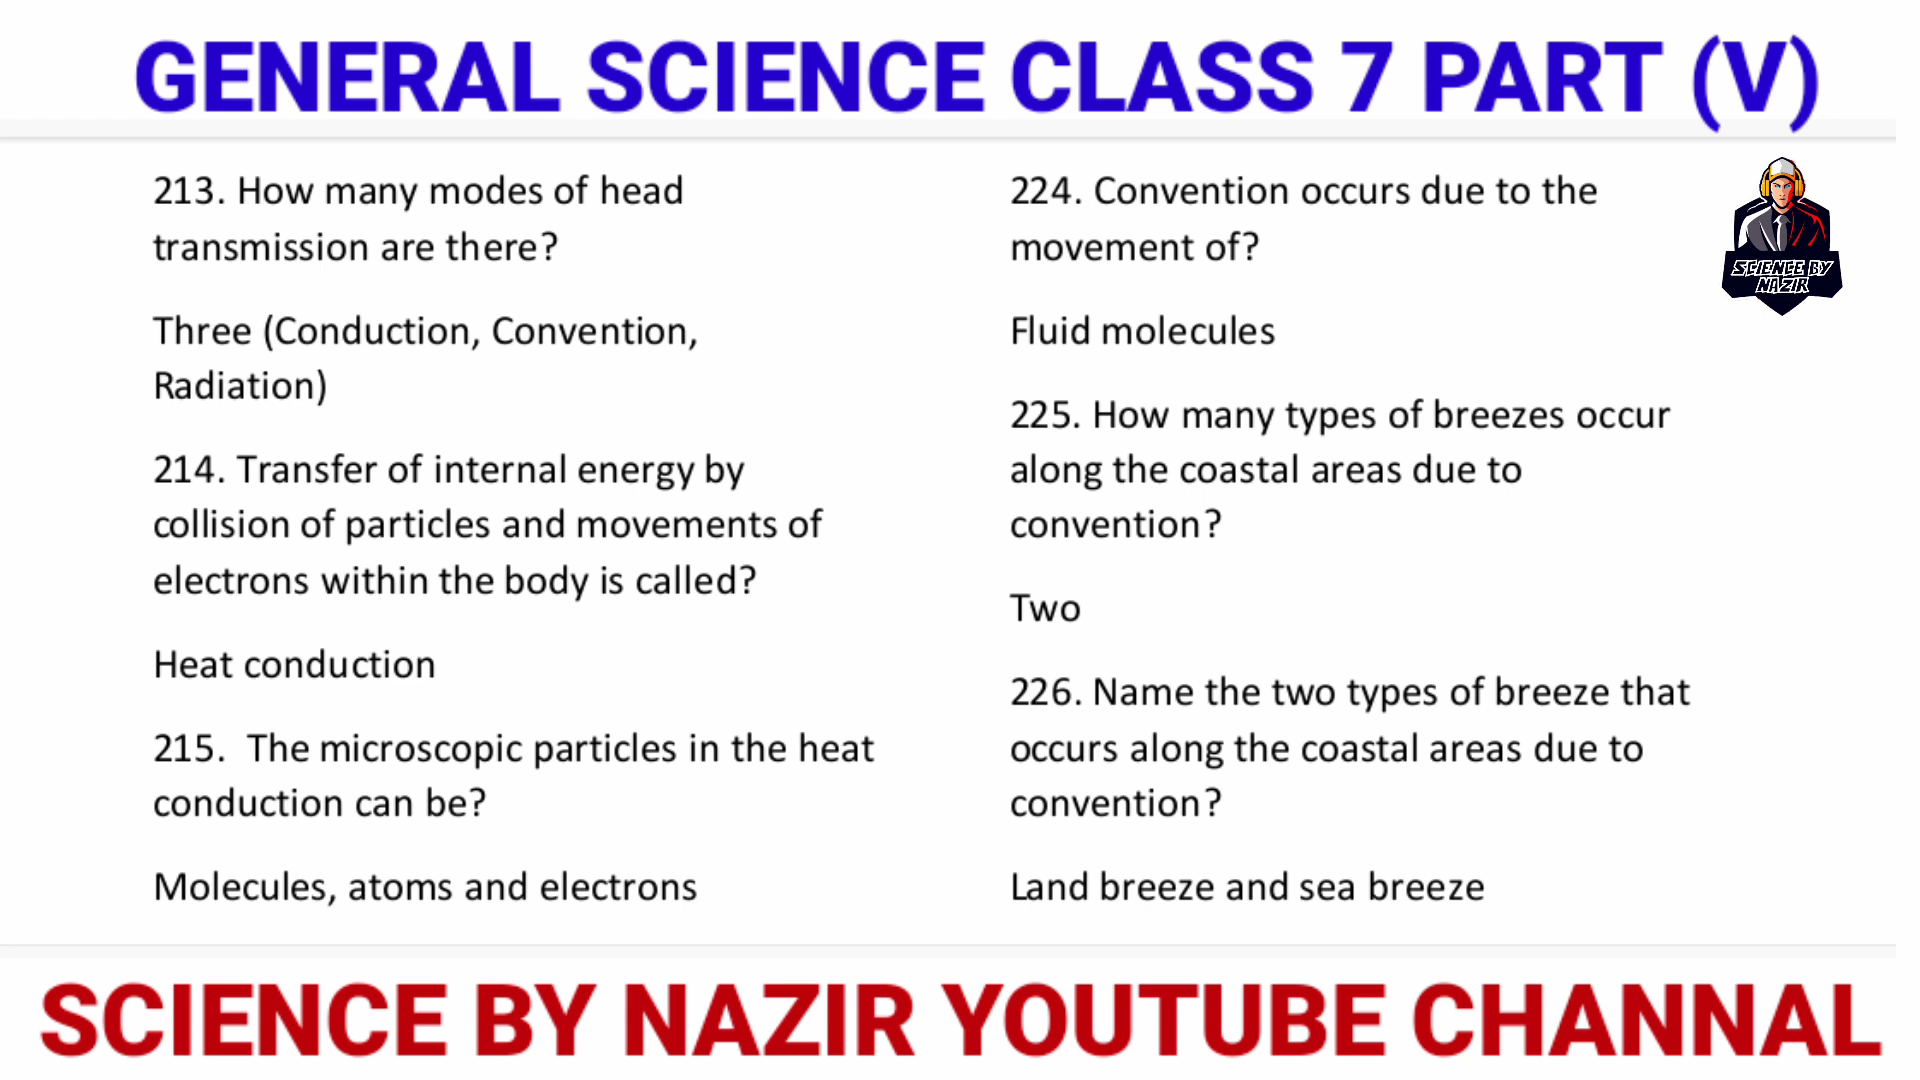 GENERAL SCIENCE CLASS 7 PART (V)
213. How many modes of head
transmission are there?
Three (Conduction, Convention,
Radiation)
214. Transfer of internal energy by
collision of particles and movements of
electrons within the body is called?
Heat conduction
215.  The microscopic particles in the heat
conduction can be?
Molecules, atoms and electrons
224. Convention occurs due to the
movement of?
Fluid molecules
225. How many types of breezes occur
along the coastal areas due to
convention?
Two
226. Name the two types of breeze that
occurs along the coastal areas due to
convention?
Land breeze and sea breeze
SCIENCE BY
NAZIR
SCIENCE BY NAZIR YOUTUBE CHANNAL